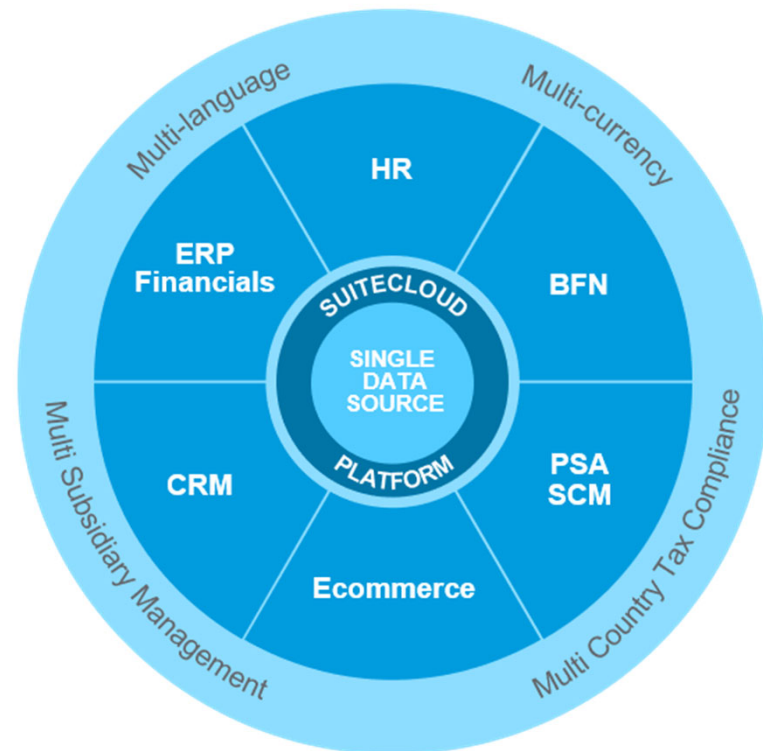 Multi-language
Multi-currency
HR
ERP
Financials
BFN
SUITECLOUD
SINGLE
DATA
SOURCE
PLATFORM
CRM
PSA
SCM
Ecommerce
Multi Subsidiary Management
Multi Country Tax Compliance